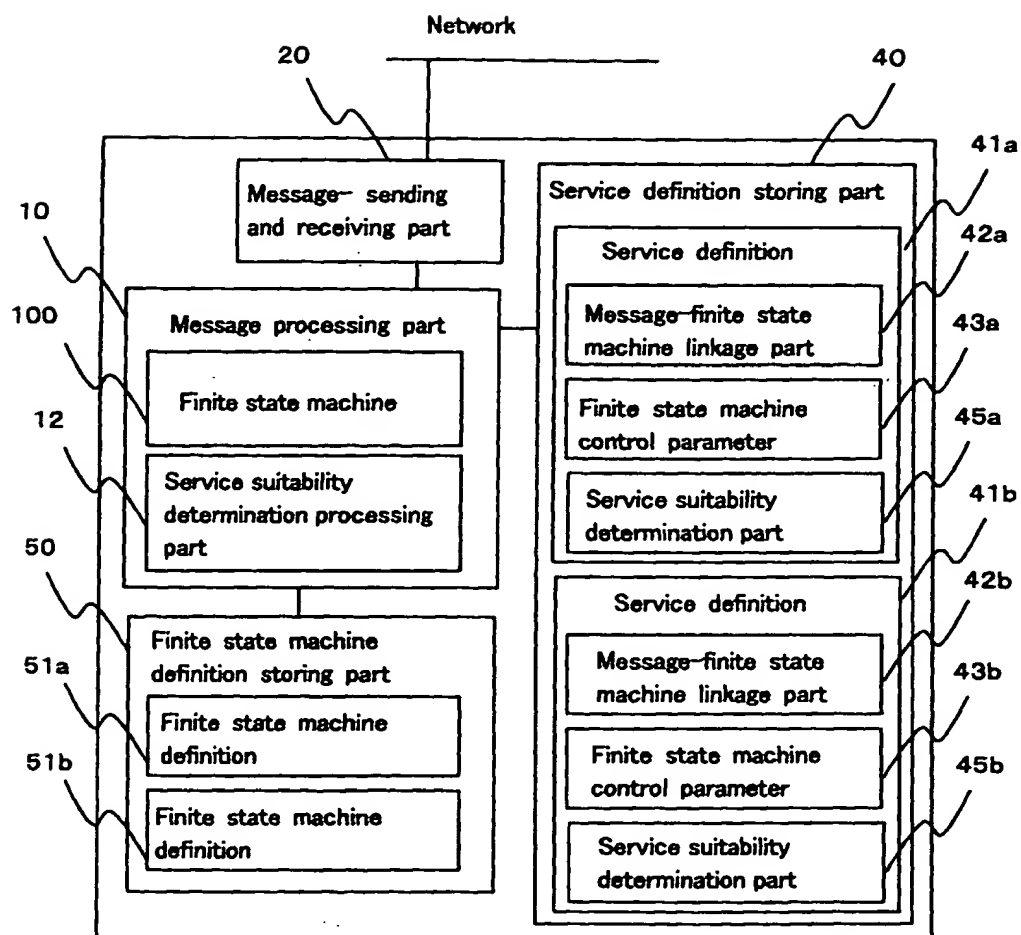 Network
20
40
41a
Message- sending
and receiving part
Service definition storing part
10
42a
Service definition
100
Message processing part
Message-finite state
machine linkage part
43a
Finite state machine
Finite state machine
control parameter
12
45a
Service suitability
determination processing
part
Service suitability
determination part
41b
50
Service definition
42b
Finite state machine
definition storing part
Message-finite state
machine linkage part
51a
43b
Finite state machine
definition
Finite state machine
control parameter
51b
45b
Finite state machine
definition
Service suitability
determination part